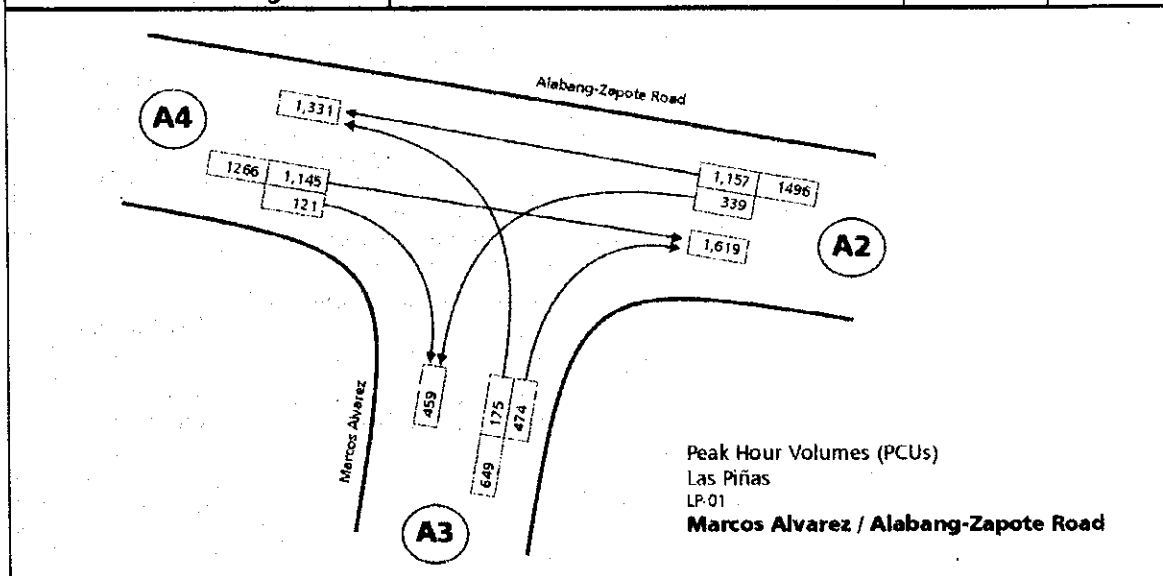 Alabang-Zapote Road
A4
1,331
1266 1,145
121
1,157 1496
339
1,619
A2
Marcos Alvarez
459
175 474
649
A3
Peak Hour Volumes (PCUs)
Las Piñas
LP-01
Marcos Alvarez / Alabang-Zapote Road